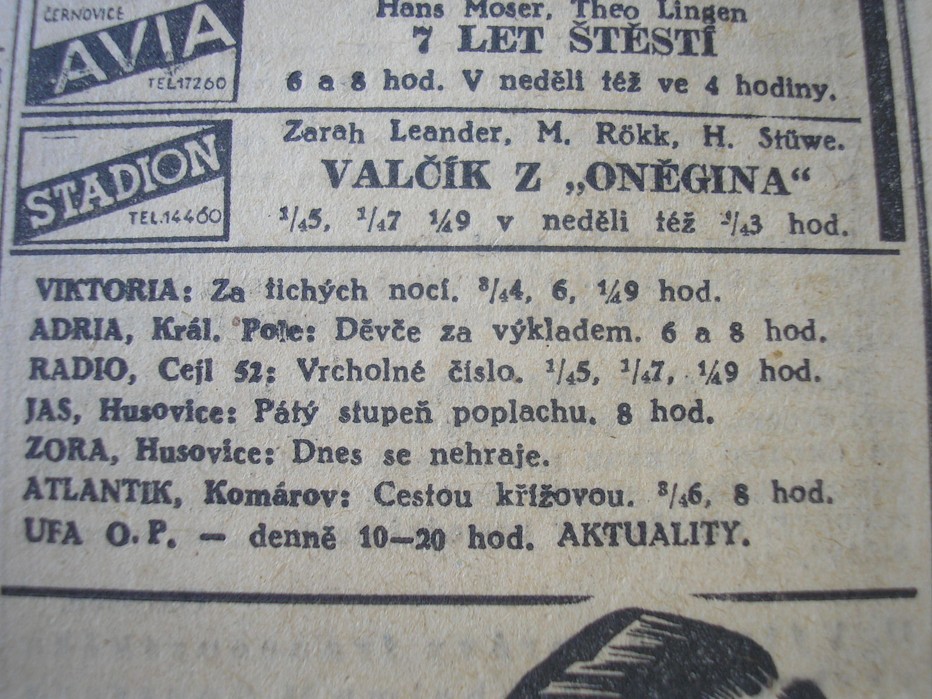 ČERNOVICE
AVIA
TEL.17260
Hans Moser, Theo Lingen
7 LET ŠTĚSTÍ
6 a 8 hod. V neděli též ve 4 hodiny.
STADION
TEL.14460
Zarah Leander, M. Rökk, H. Stüwe.
VALČÍK Z „ONĚGINA“
¹/₄5, ¹/₄7 ¼9 v neděli též ³/₄3 hod.
VIKTORIA: Za tichých nocí. ³/₄4, 6, ¼9 hod.
ADRIA, Král. Pole: Děvče za výkladem. 6 a 8 hod.
RADIO, Cejl 52: Vrcholné číslo. ¹/₄5, ¹/₄7, ¼9 hod.
JAS, Husovice: Pátý stupeň poplachu. 8 hod.
ZORA, Husovice: Dnes se nehraje.
ATLANTIK, Komárov: Cestou křížovou. ³/₄6, 8 hod.
UFA O.P. — denně 10—20 hod. AKTUALITY.